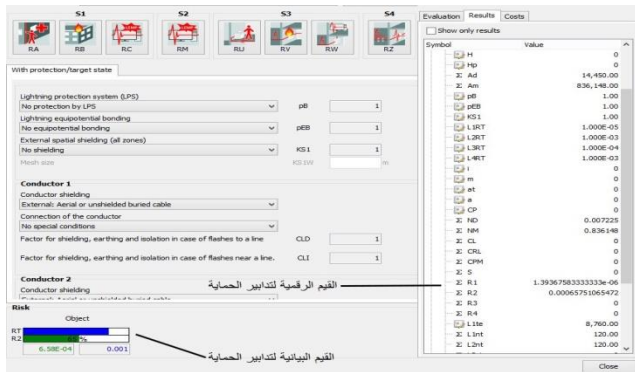 S1
S2
S3
S4
RA
RB
RC
RM
RU
RV
RW
RZ
With protection/target state
Lightning protection system (LPS)
No protection by LPS
pB
1
Lightning equipotential bonding
No equipotential bonding
pEB
1
External spatial shielding (all zones)
No shielding
KS1
1
Mesh size
KS1W
m
Conductor 1
Conductor shielding
External: Aerial or unshielded buried cable
Connection of the conductor
No special conditions
Factor for shielding, earthing and isolation in case of flashes to a line
CLD
1
Factor for shielding, earthing and isolation in case of flashes near a line.
CLI
1
Conductor 2
Conductor shielding
External: Aerial or unshielded buried cable
القيم الرقمية لتدابير الحماية
Risk
Object
RT
R2
65 %
6.58E-04
0.001
القيم البيانية لتدابير الحماية
Evaluation
Results
Costs
Show only results
Symbol Value
H 0
Hp 0
Σ Ad 14,450.00
Σ Am 836,148.00
pB 1.00
pEB 1.00
KS1 1.00
L1RT 1.000E-05
L2RT 1.000E-03
L3RT 1.000E-04
L4RT 1.000E-03
i 0
m 0
at 0
a 0
CP 0
Σ ND 0.007225
Σ NM 0.836148
Σ CL 0
Σ CRL 0
Σ CPM 0
Σ S 0
Σ R1 1.39367583333333e-06
Σ R2 0.00065751065472
Σ R3 0
Σ R4 0
L1te 8,760.00
Σ L1nt 120.00
Σ L2nt 120.00
Close